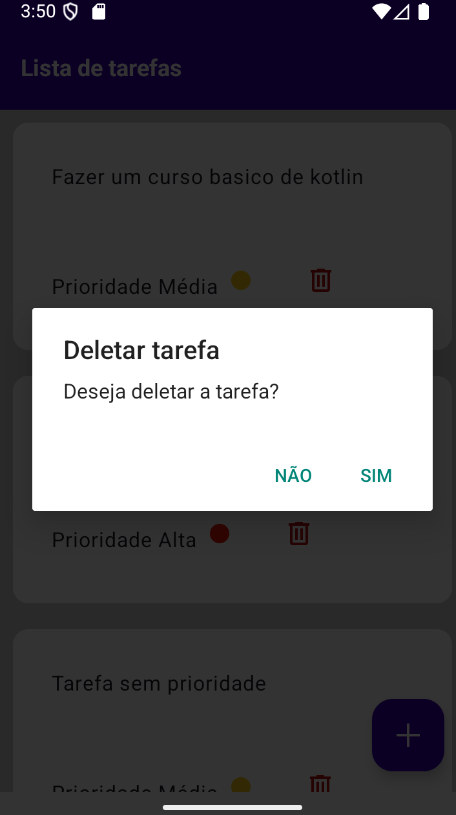 3:50
Lista de tarefas
Fazer um curso basico de kotlin
Prioridade Média
Deletar tarefa
Deseja deletar a tarefa?
NÃO SIM
Prioridade Alta
Tarefa sem prioridade
Prioridade Média